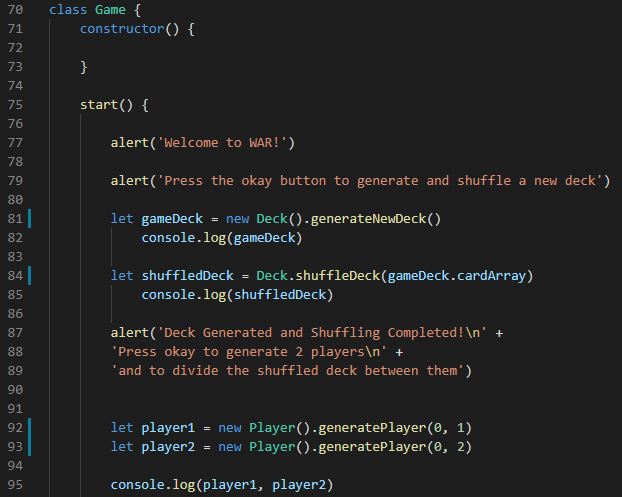 70 class Game {
71     constructor() {
72
73     }
74
75     start() {
76
77         alert('Welcome to WAR!')
78
79         alert('Press the okay button to generate and shuffle a new deck')
80
81         let gameDeck = new Deck().generateNewDeck()
82             console.log(gameDeck)
83
84         let shuffledDeck = Deck.shuffleDeck(gameDeck.cardArray)
85             console.log(shuffledDeck)
86
87         alert('Deck Generated and Shuffling Completed!\n' +
88         'Press okay to generate 2 players\n' +
89         'and to divide the shuffled deck between them')
90
91
92         let player1 = new Player().generatePlayer(0, 1)
93         let player2 = new Player().generatePlayer(0, 2)
94
95         console.log(player1, player2)